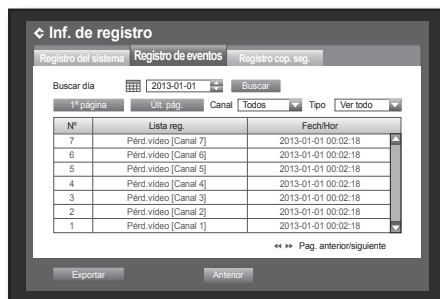 Inf. de registro
Registro del sistema Registro de eventos Registro cop. seg.
Buscar día 2013-01-01 Buscar
1ª página Últ. pág. Canal Todos Tipo Ver todo
Nº Lista reg. Fech/Hor
7 Pérd.vídeo [Canal 7] 2013-01-01 00:02:18
6 Pérd.vídeo [Canal 6] 2013-01-01 00:02:18
5 Pérd.vídeo [Canal 5] 2013-01-01 00:02:18
4 Pérd.vídeo [Canal 4] 2013-01-01 00:02:18
3 Pérd.vídeo [Canal 3] 2013-01-01 00:02:18
2 Pérd.vídeo [Canal 2] 2013-01-01 00:02:18
1 Pérd.vídeo [Canal 1] 2013-01-01 00:02:18
Pag. anterior/siguiente
Exportar Anterior